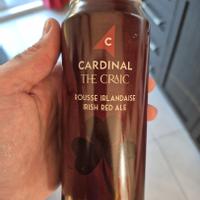 C
CARDINAL
THE CRAIC
ROUSSE IRLANDAISE
IRISH RED ALE